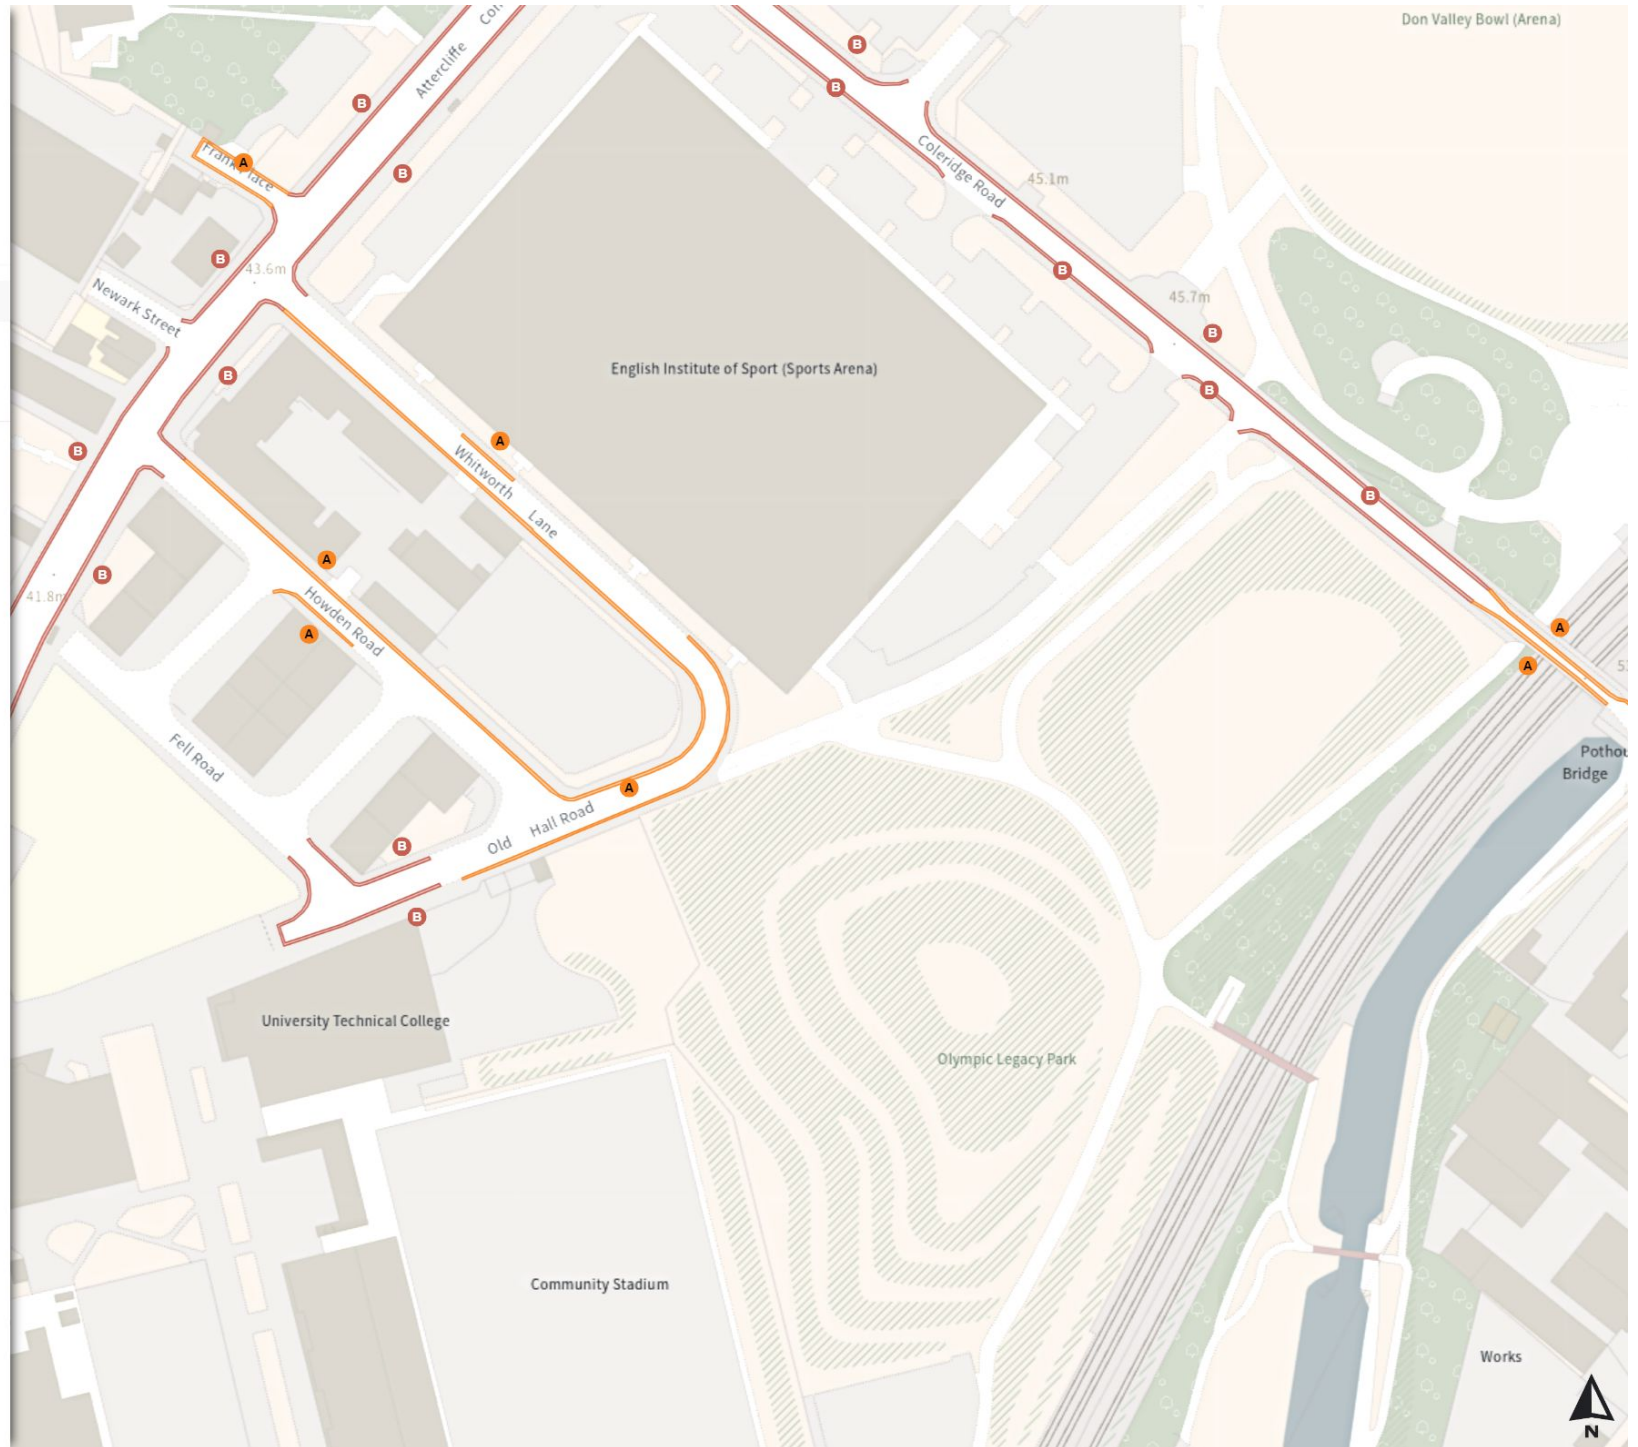 Don Valley Bowl (Arena)
Attercliffe
B
B
B
B
Frank Place
A
Coleridge Road
45.1m
B
43.6m
Newark Street
B
45.7m
B
B
B
English Institute of Sport (Sports Arena)
B
A
B
Whitworth
Lane
B
A
B
41.8m
Howden Road
A
A
A
Fell Road
Bridge
A
Hall Road
Old
B
B
University Technical College
Olympic Legacy Park
Community Stadium
Works
N